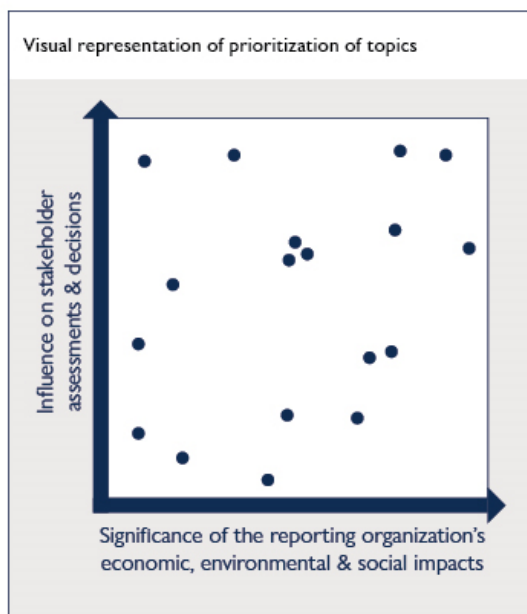 Visual representation of prioritization of topics
Influence on stakeholder
assessments & decisions
Significance of the reporting organization's
economic, environmental & social impacts